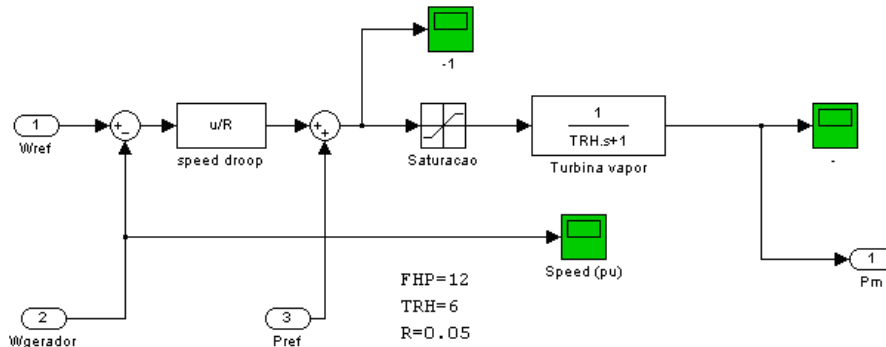 -1
1
Wref
+
−
u/R
speed droop
+
+
Saturacao
1
TRH.s+1
Turbina vapor
-
Speed (pu)
1
Pm
2
Wgerador
3
Pref
FHP=12
TRH=6
R=0.05